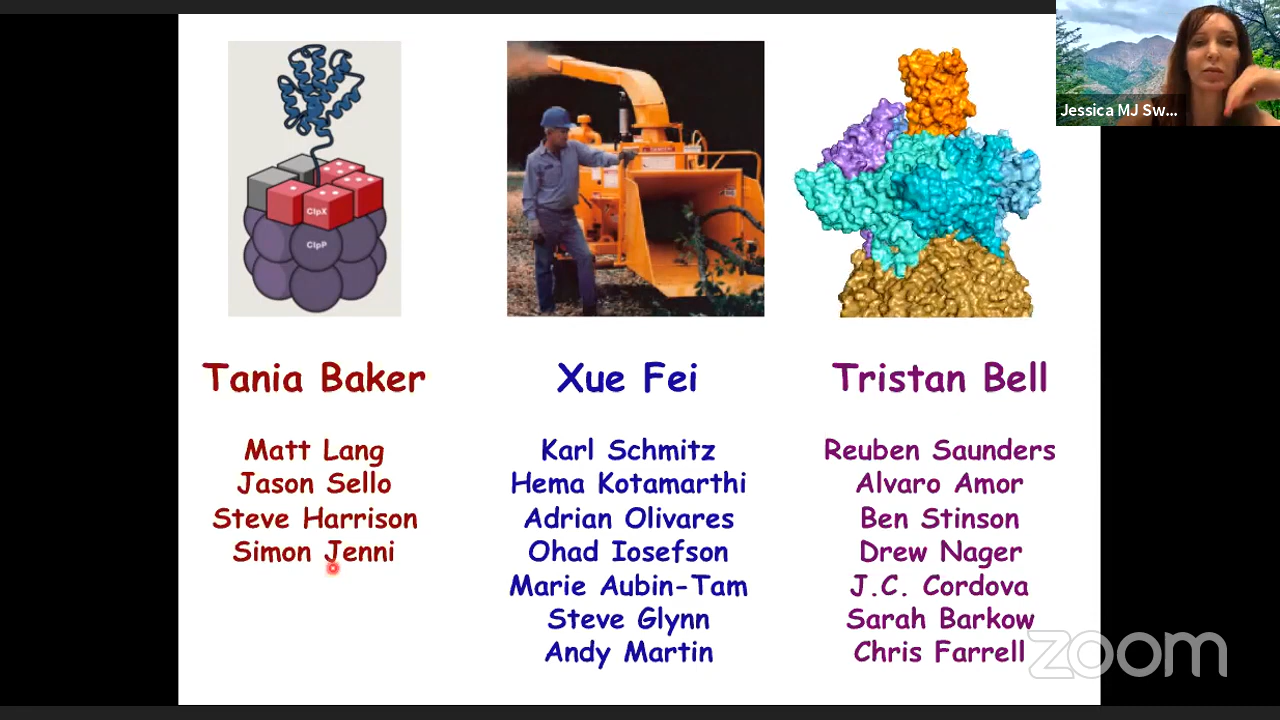 Jessica MJ Sw...
ClpX
ClpP
Tania Baker
Matt Lang
Jason Sello
Steve Harrison
Simon Jenni
Xue Fei
Karl Schmitz
Hema Kotamarthi
Adrian Olivares
Ohad Iosefson
Marie Aubin-Tam
Steve Glynn
Andy Martin
Tristan Bell
Reuben Saunders
Alvaro Amor
Ben Stinson
Drew Nager
J.C. Cordova
Sarah Barkow
Chris Farrell
zoom